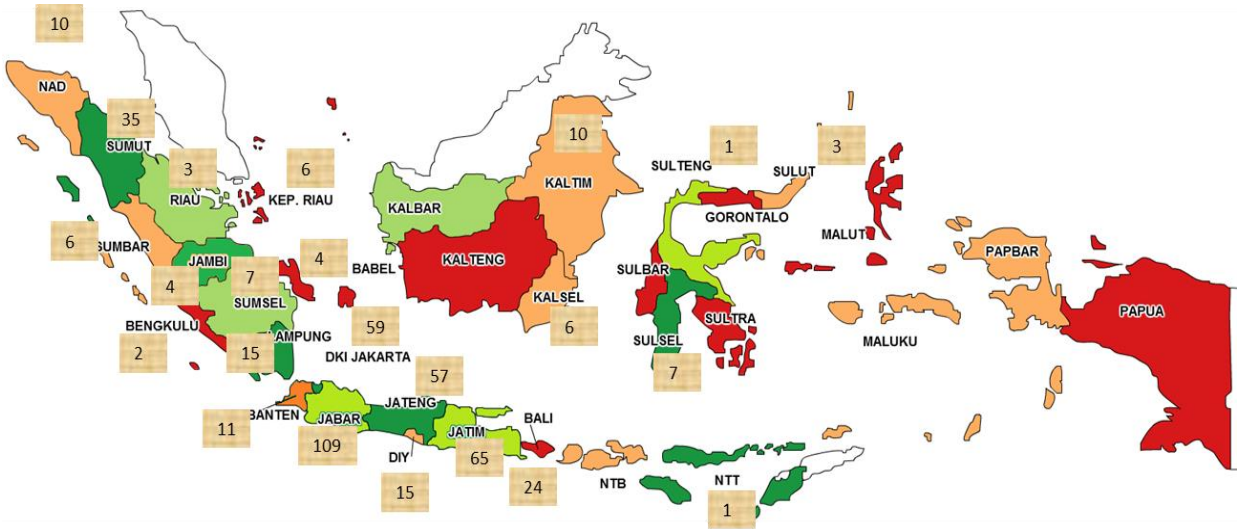 10
NAD
35
SUMUT
3
RIAU
6
KEP. RIAU
10
KALTIM
KALBAR
1
SULTENG
3
SULUT
GORONTALO
MALUT
6
SUMBAR
JAMBI
4
7
4
BABEL
KALTENG
SULBAR
PAPBAR
SUMSEL
KALSEL
6
SULTRA
PAPUA
BENGKULU
2
LAMPUNG
15
59
DKI JAKARTA
SULSEL
7
MALUKU
57
JATENG
BANTEN
11
JABAR
109
DIY
15
JATIM
65
BALI
24
NTB
NTT
1